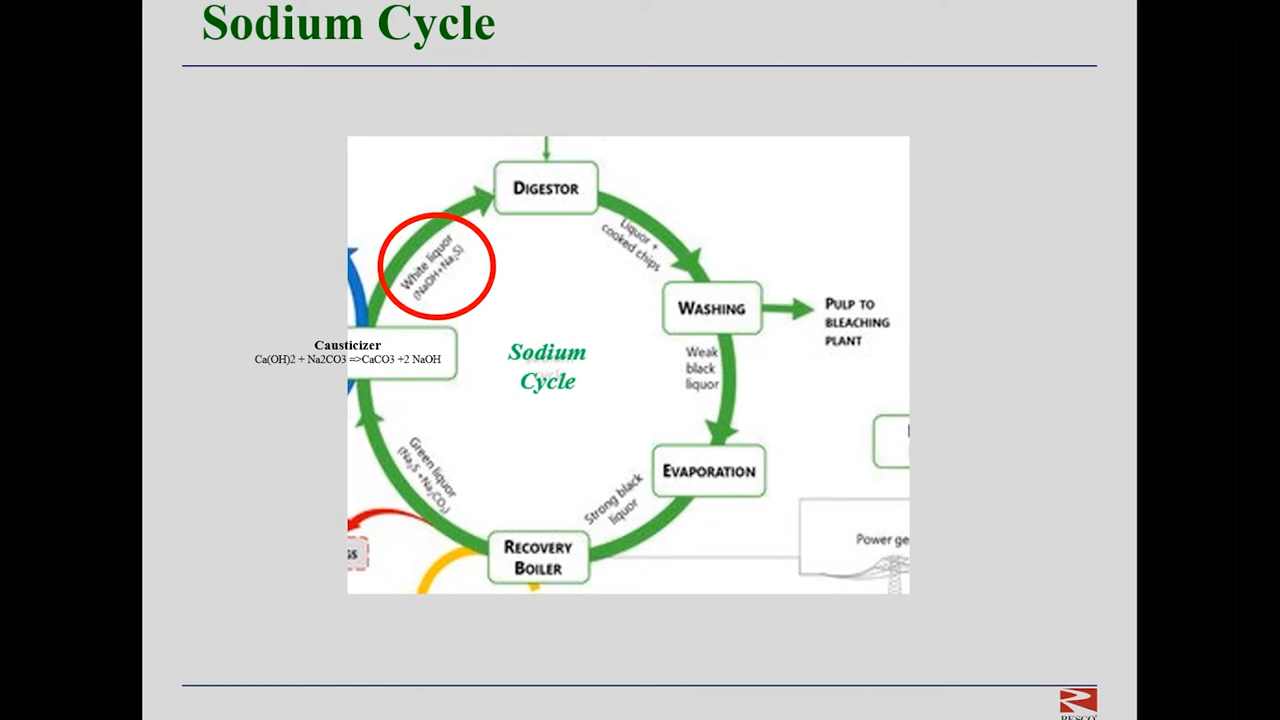 Sodium Cycle
DIGESTOR
Liquor +
cooked chips
White liquor
(NaOH+Na₂S)
WASHING
PULP TO
BLEACHING
PLANT
Causticizer
Ca(OH)2 + Na2CO3 =>CaCO3 +2 NaOH
Sodium
Cycle
Weak
black
liquor
Green liquor
(Na₂S +Na₂CO₃)
EVAPORATION
Strong black
liquor
RECOVERY
BOILER
GS
Power ge
RESCO